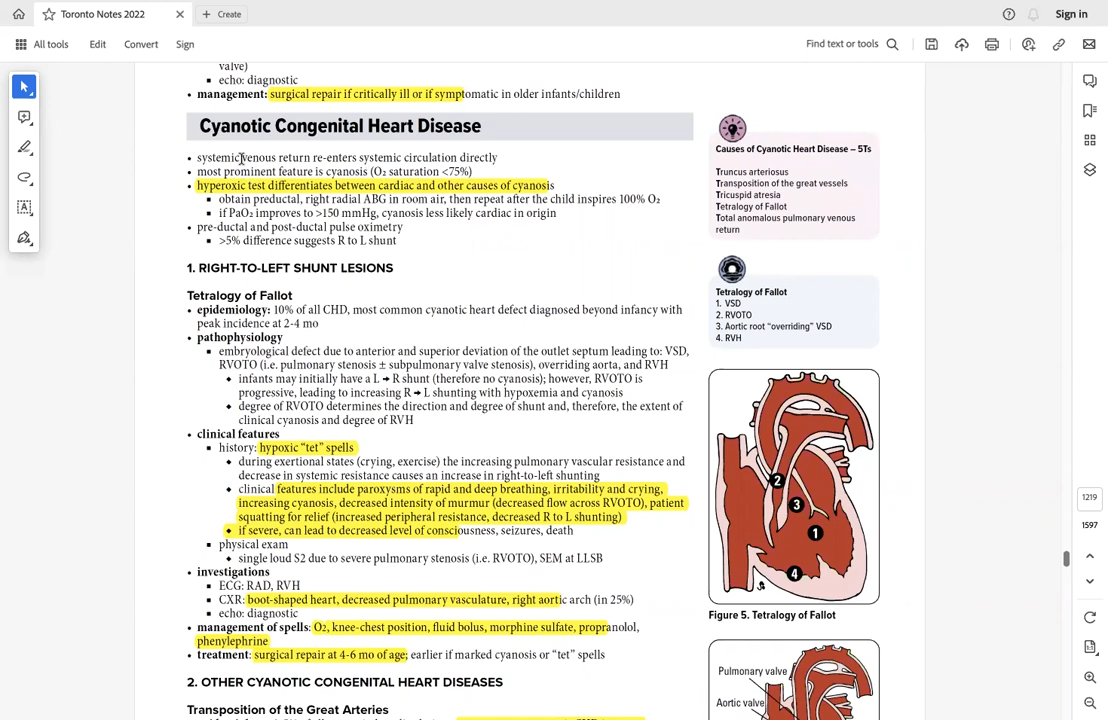 Toronto Notes 2022
Create
Sign in
All tools
Edit
Convert
Sign
Find text or tools
valve)
▪ echo: diagnostic
• management: surgical repair if critically ill or if symptomatic in older infants/children
Cyanotic Congenital Heart Disease
• systemic venous return re-enters systemic circulation directly
• most prominent feature is cyanosis (O₂ saturation <75%)
• hyperoxic test differentiates between cardiac and other causes of cyanosis
▪ obtain preductal, right radial ABG in room air, then repeat after the child inspires 100% O₂
▪ if PaO₂ improves to >150 mmHg, cyanosis less likely cardiac in origin
• pre-ductal and post-ductal pulse oximetry
▪ >5% difference suggests R to L shunt
1. RIGHT-TO-LEFT SHUNT LESIONS
Tetralogy of Fallot
• epidemiology: 10% of all CHD, most common cyanotic heart defect diagnosed beyond infancy with
peak incidence at 2-4 mo
• pathophysiology
▪ embryological defect due to anterior and superior deviation of the outlet septum leading to: VSD,
RVOTO (i.e. pulmonary stenosis ± subpulmonary valve stenosis), overriding aorta, and RVH
◆ infants may initially have a L → R shunt (therefore no cyanosis); however, RVOTO is
progressive, leading to increasing R → L shunting with hypoxemia and cyanosis
◆ degree of RVOTO determines the direction and degree of shunt and, therefore, the extent of
clinical cyanosis and degree of RVH
• clinical features
▪ history: hypoxic “tet” spells
◆ during exertional states (crying, exercise) the increasing pulmonary vascular resistance and
decrease in systemic resistance causes an increase in right-to-left shunting
◆ clinical features include paroxysms of rapid and deep breathing, irritability and crying,
increasing cyanosis, decreased intensity of murmur (decreased flow across RVOTO), patient
squatting for relief (increased peripheral resistance, decreased R to L shunting)
◆ if severe, can lead to decreased level of consciousness, seizures, death
▪ physical exam
◆ single loud S2 due to severe pulmonary stenosis (i.e. RVOTO), SEM at LLSB
• investigations
▪ ECG: RAD, RVH
▪ CXR: boot-shaped heart, decreased pulmonary vasculature, right aortic arch (in 25%)
▪ echo: diagnostic
• management of spells: O₂, knee-chest position, fluid bolus, morphine sulfate, propranolol,
phenylephrine
• treatment: surgical repair at 4-6 mo of age; earlier if marked cyanosis or “tet” spells
2. OTHER CYANOTIC CONGENITAL HEART DISEASES
Transposition of the Great Arteries
Causes of Cyanotic Heart Disease – 5Ts
Truncus arteriosus
Transposition of the great vessels
Tricuspid atresia
Tetralogy of Fallot
Total anomalous pulmonary venous
return
Tetralogy of Fallot
1. VSD
2. RVOTO
3. Aortic root “overriding” VSD
4. RVH
2
3
1
4
Figure 5. Tetralogy of Fallot
Pulmonary valve
Aortic valve
1219
1597